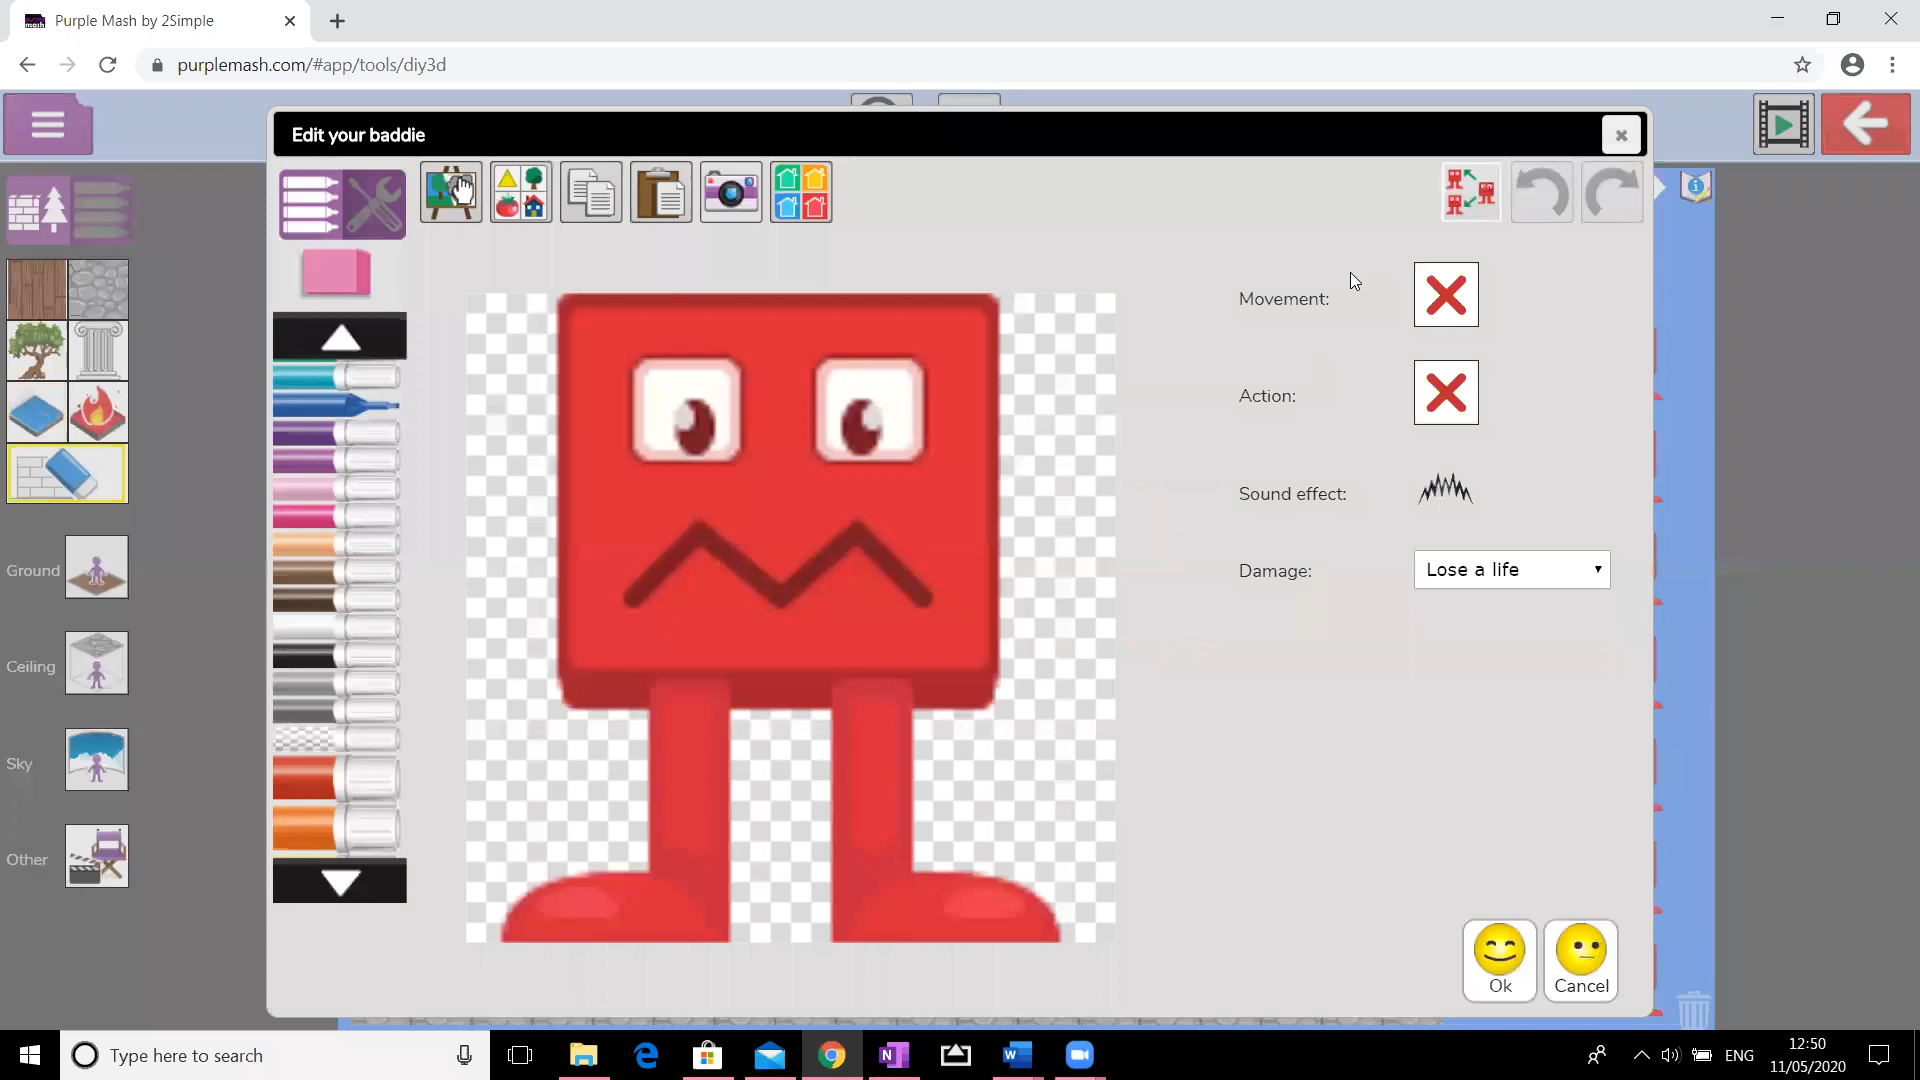 Purple Mash by 2Simple
purplemash.com/#app/tools/diy3d
Edit your baddie
Movement:
Action:
Sound effect:
Damage:
Lose a life
Ground
Ceiling
Sky
Other
Ok
Cancel
Type here to search
ENG
12:50
11/05/2020